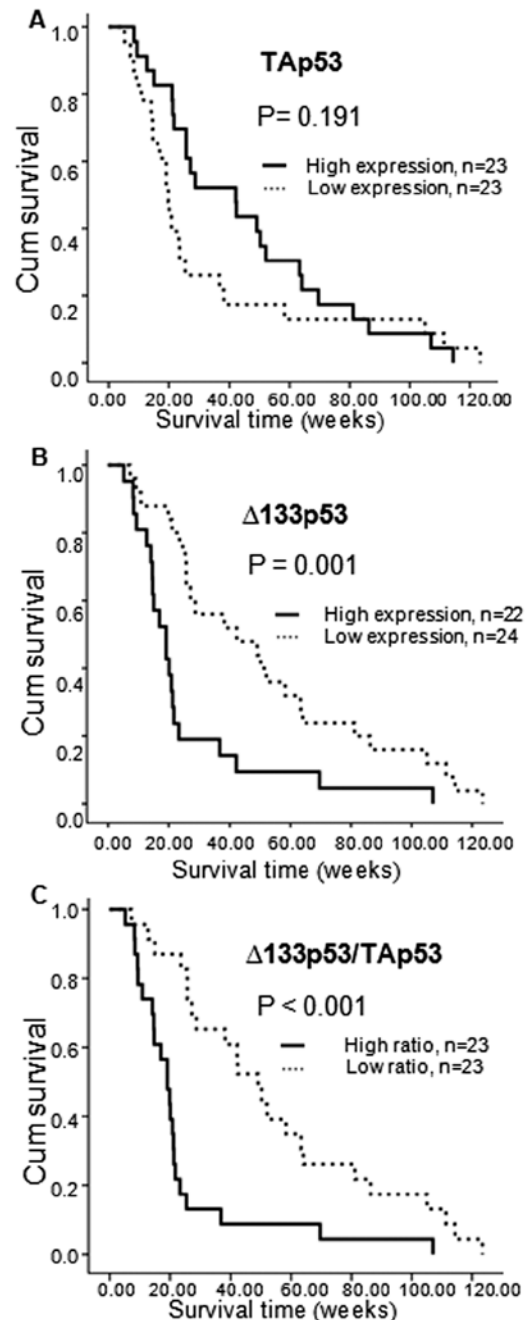 A
TAp53
P= 0.191
High expression, n=23
Low expression, n=23
Cum survival
1.0
0.8
0.6
0.4
0.2
0.0
0.00 20.00 40.00 60.00 80.00 100.00 120.00
Survival time (weeks)
B
Δ133p53
P = 0.001
High expression, n=22
Low expression, n=24
Cum survival
1.0
0.8
0.6
0.4
0.2
0.0
0.00 20.00 40.00 60.00 80.00 100.00 120.00
Survival time (weeks)
C
Δ133p53/TAp53
P < 0.001
High ratio, n=23
Low ratio, n=23
Cum survival
1.0
0.8
0.6
0.4
0.2
0.0
0.00 20.00 40.00 60.00 80.00 100.00 120.00
Survival time (weeks)